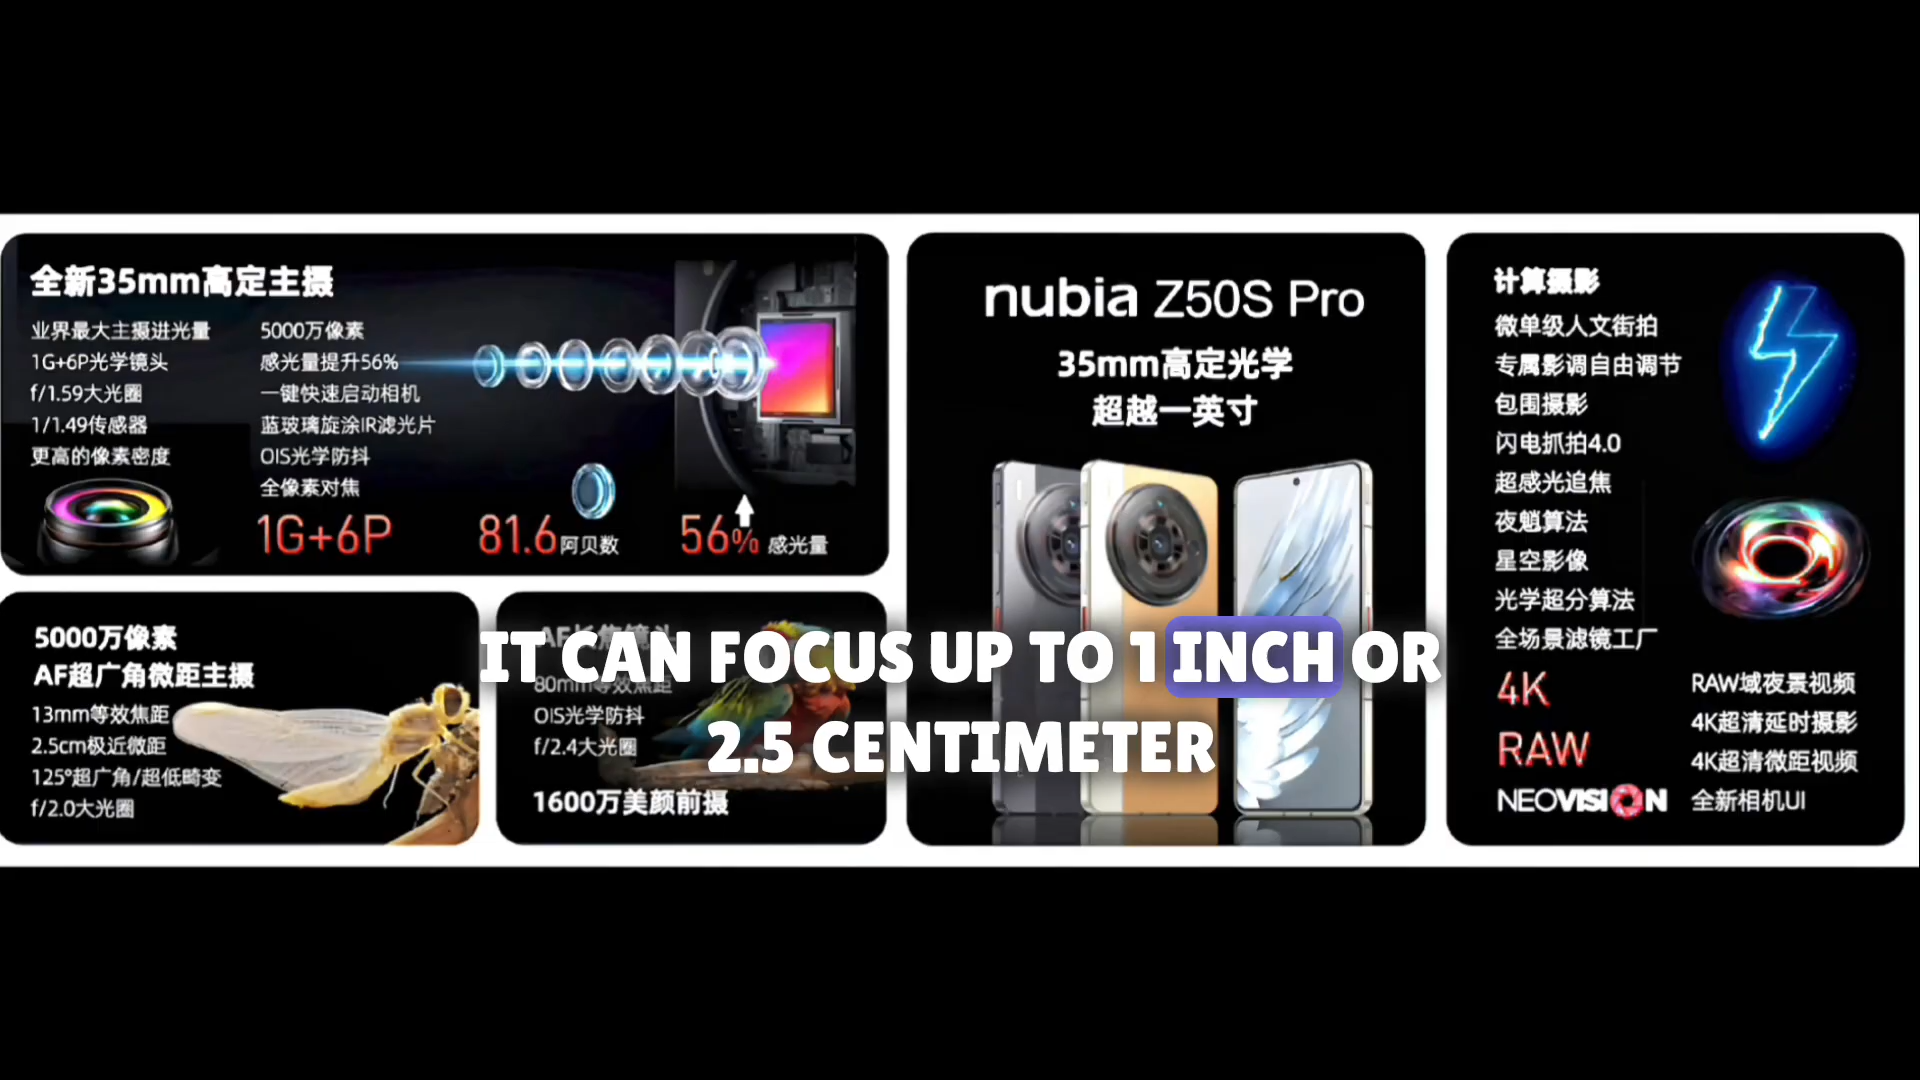 全新35mm高定主摄
业界最大主摄进光量
1G+6P光学镜头
f/1.59大光圈
1/1.49传感器
更高的像素密度
5000万像素
感光量提升56%
一键快速启动相机
蓝玻璃旋涂IR滤光片
OIS光学防抖
全像素对焦
1G+6P
81.6阿贝数
56% 感光量
5000万像素
AF超广角微距主摄
13mm等效焦距
2.5cm极近微距
125°超广角/超低畸变
f/2.0大光圈
AF长焦镜头
80mm等效焦距
OIS光学防抖
f/2.4大光圈
1600万美颜前摄
nubia Z50S Pro
35mm高定光学
超越一英寸
IT CAN FOCUS UP TO 1 INCH OR
2.5 CENTIMETER
计算摄影
微单级人文街拍
专属影调自由调节
包围摄影
闪电抓拍4.0
超感光追焦
夜魈算法
星空影像
光学超分算法
全场景滤镜工厂
4K
RAW
NEOVISION
RAW域夜景视频
4K超清延时摄影
4K超清微距视频
全新相机UI